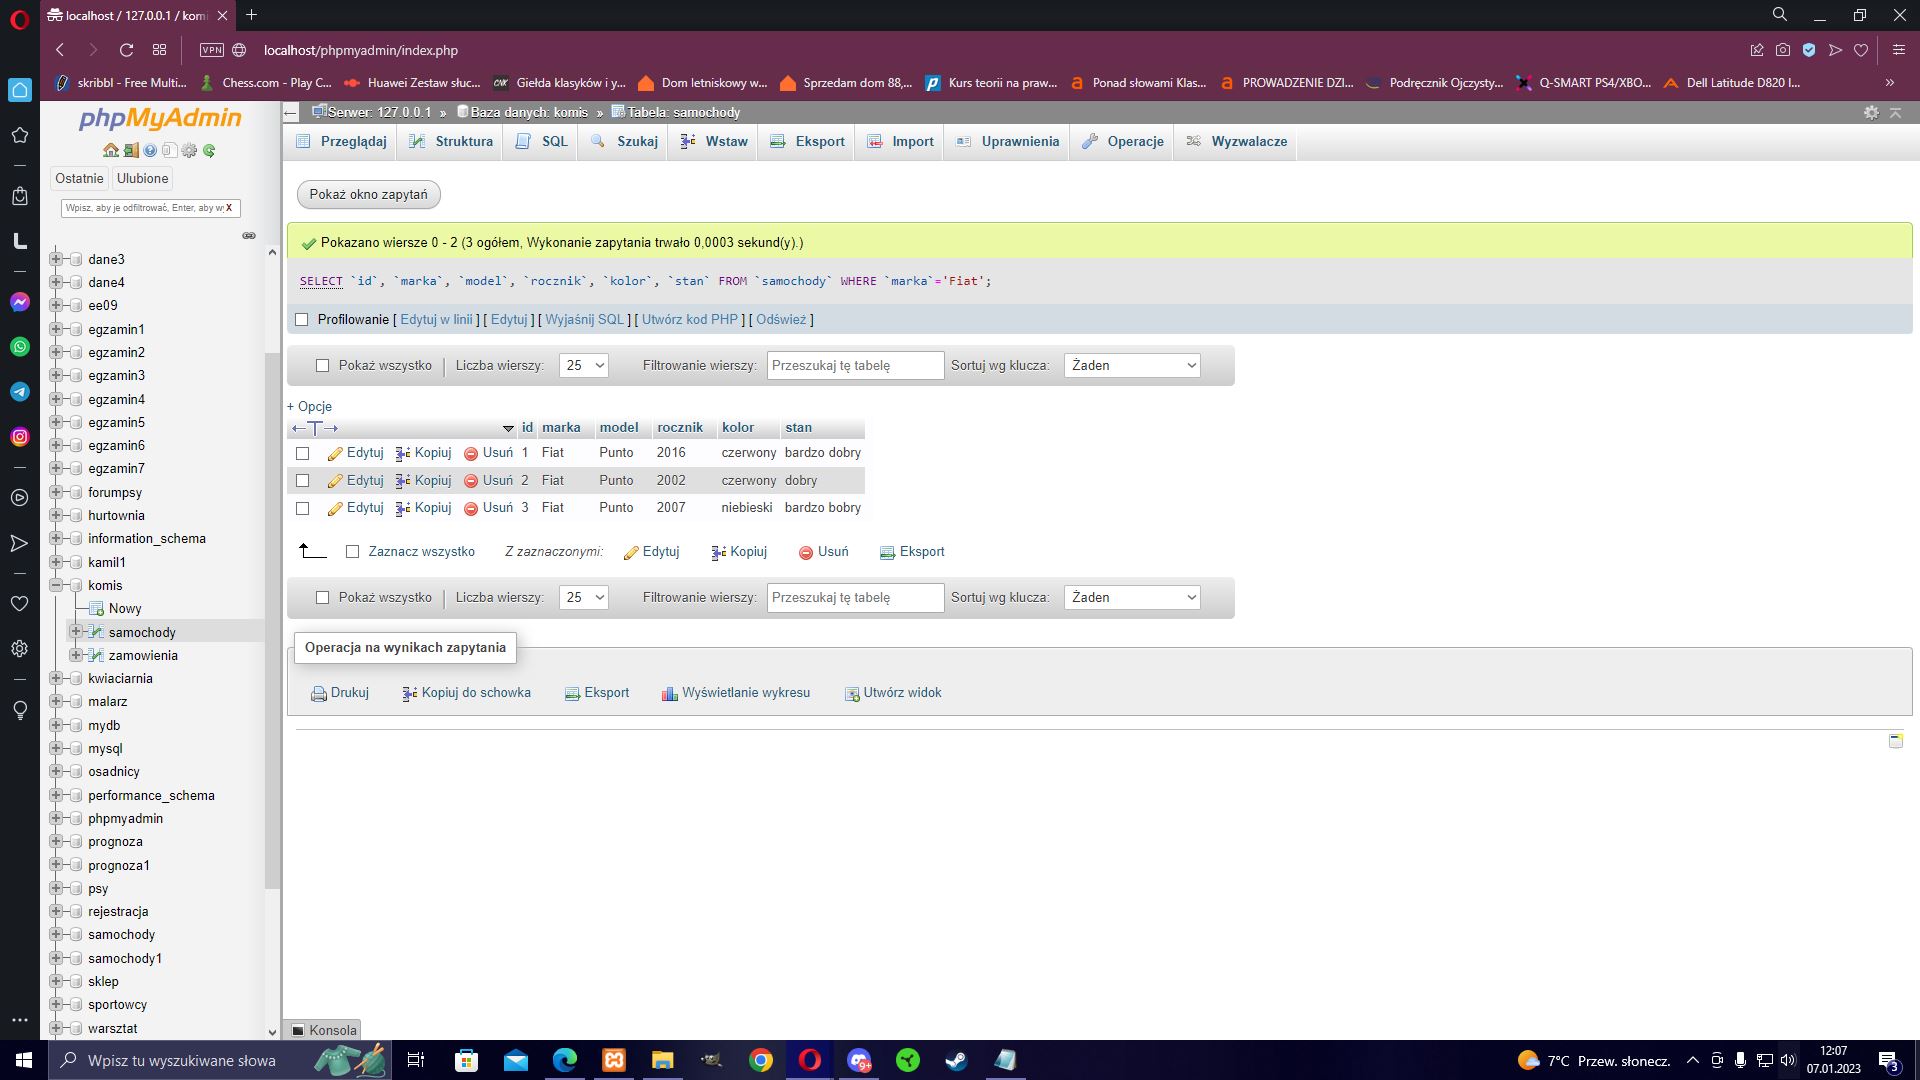 localhost / 127.0.0.1 / komi
VPN
localhost/phpmyadmin/index.php
skribbl - Free Multi...
Chess.com - Play C...
Huawei Zestaw słuc...
Giełda klasyków i y...
Dom letniskowy w...
Sprzedam dom 88,...
Kurs teorii na praw...
Ponad słowami Klas...
PROWADZENIE DZI...
Podręcznik Ojczysty...
Q-SMART PS4/XBO...
Dell Latitude D820 I...
phpMyAdmin
Ostatnie
Ulubione
Wpisz, aby je odfiltrować, Enter, aby wy
X
dane3
dane4
ee09
egzamin1
egzamin2
egzamin3
egzamin4
egzamin5
egzamin6
egzamin7
forumpsy
hurtownia
information_schema
kamil1
komis
Nowy
samochody
zamowienia
kwiaciarnia
malarz
mydb
mysql
osadnicy
performance_schema
phpmyadmin
prognoza
prognoza1
psy
rejestracja
samochody
samochody1
sklep
sportowcy
warsztat
Serwer: 127.0.0.1 » Baza danych: komis » Tabela: samochody
Przeglądaj
Struktura
SQL
Szukaj
Wstaw
Eksport
Import
Uprawnienia
Operacje
Wyzwalacze
Pokaż okno zapytań
Pokazano wiersze 0 - 2 (3 ogółem, Wykonanie zapytania trwało 0,0003 sekund(y).)
SELECT `id`, `marka`, `model`, `rocznik`, `kolor`, `stan` FROM `samochody` WHERE `marka`='Fiat';
Profilowanie [ Edytuj w linii ] [ Edytuj ] [ Wyjaśnij SQL ] [ Utwórz kod PHP ] [ Odśwież ]
Pokaż wszystko | Liczba wierszy: 25 Filtrowanie wierszy: Przeszukaj tę tabelę Sortuj wg klucza: Żaden
+ Opcje
id marka model rocznik kolor stan
Edytuj Kopiuj Usuń 1 Fiat Punto 2016 czerwony bardzo dobry
Edytuj Kopiuj Usuń 2 Fiat Punto 2002 czerwony dobry
Edytuj Kopiuj Usuń 3 Fiat Punto 2007 niebieski bardzo bobry
Zaznacz wszystko Z zaznaczonymi: Edytuj Kopiuj Usuń Eksport
Pokaż wszystko | Liczba wierszy: 25 Filtrowanie wierszy: Przeszukaj tę tabelę Sortuj wg klucza: Żaden
Operacja na wynikach zapytania
Drukuj Kopiuj do schowka Eksport Wyświetlanie wykresu Utwórz widok
Konsola
Wpisz tu wyszukiwane słowa
9+
7°C Przew. słonecz.
12:07
07.01.2023
3